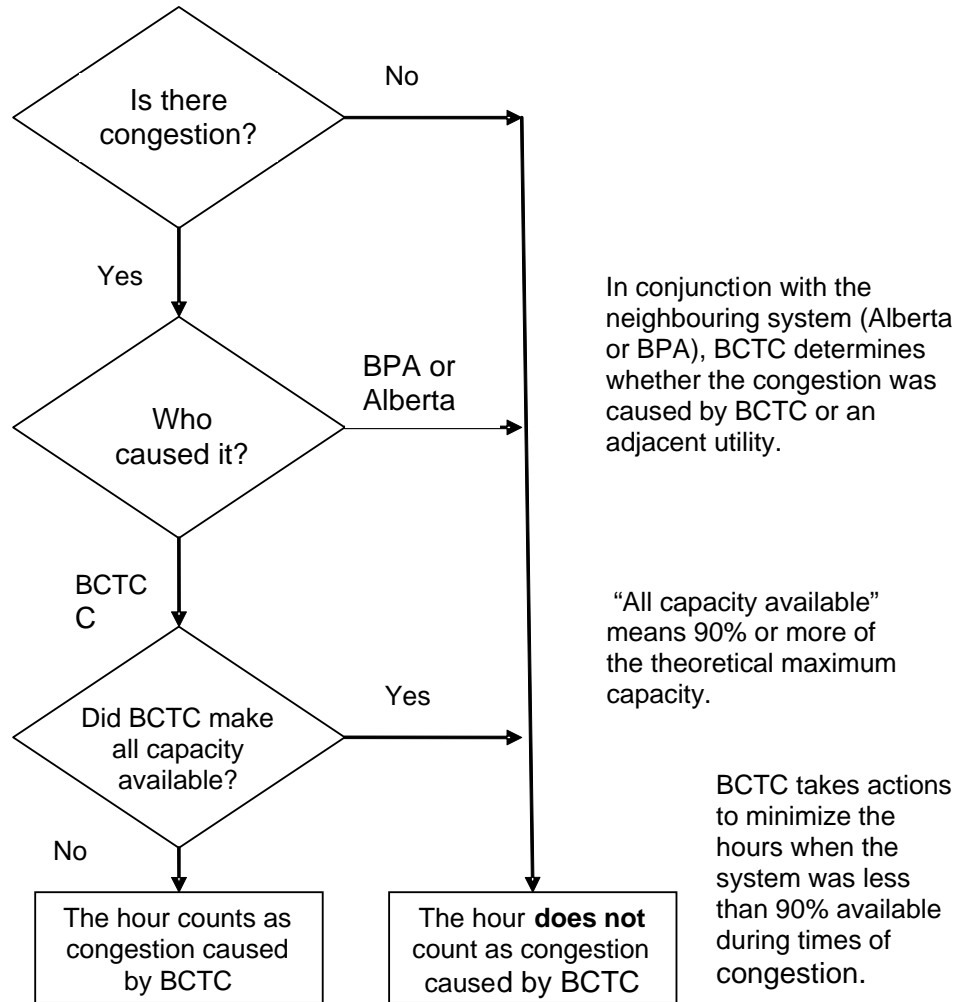 No
Is there
congestion?
Yes
In conjunction with the
neighbouring system (Alberta
or BPA), BCTC determines
whether the congestion was
caused by BCTC or an
adjacent utility.
BPA or
Alberta
Who
caused it?
BCTC
C
“All capacity available”
means 90% or more of
the theoretical maximum
capacity.
Yes
Did BCTC make
all capacity
available?
BCTC takes actions
to minimize the
hours when the
system was less
than 90% available
during times of
congestion.
No
The hour counts as
congestion caused
by BCTC
The hour does not
count as congestion
caused by BCTC